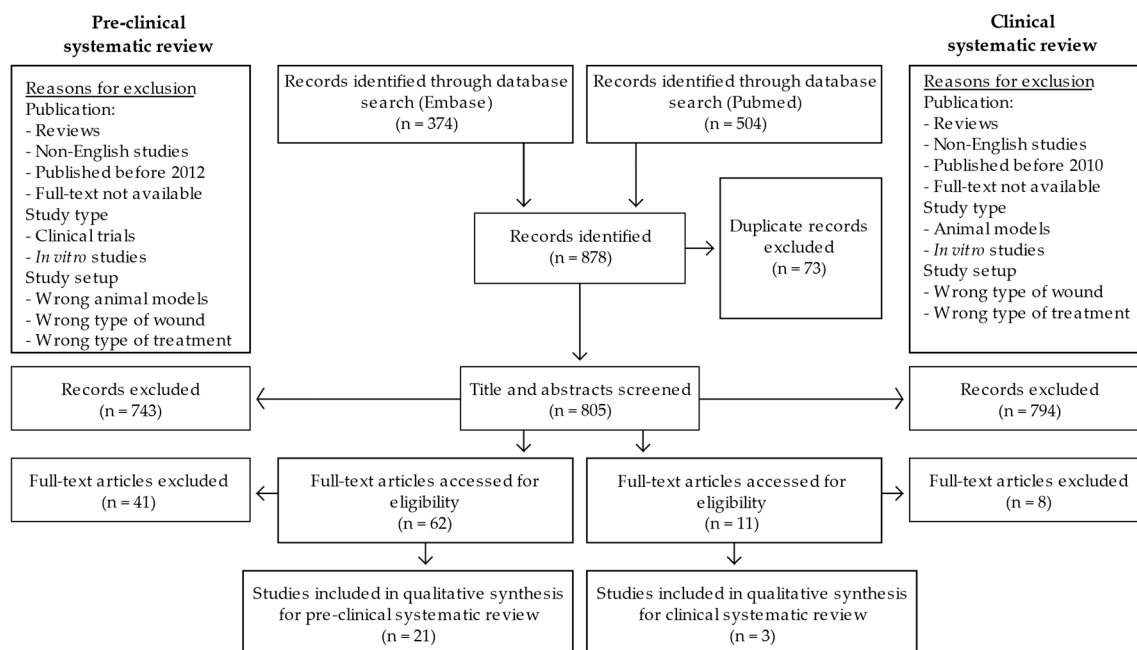 Pre-clinical
systematic review
Clinical
systematic review
Reasons for exclusion
Publication:
- Reviews
- Non-English studies
- Published before 2012
- Full-text not available
Study type
- Clinical trials
- In vitro studies
Study setup
- Wrong animal models
- Wrong type of wound
- Wrong type of treatment
Records identified through database
search (Embase)
(n = 374)
Records identified through database
search (Pubmed)
(n = 504)
Reasons for exclusion
Publication:
- Reviews
- Non-English studies
- Published before 2010
- Full-text not available
Study type
- Animal models
- In vitro studies
Study setup
- Wrong type of wound
- Wrong type of treatment
Records identified
(n = 878)
Duplicate records
excluded
(n = 73)
Records excluded
(n = 743)
Title and abstracts screened
(n = 805)
Records excluded
(n = 794)
Full-text articles excluded
(n = 41)
Full-text articles accessed for
eligibility
(n = 62)
Full-text articles accessed for
eligibility
(n = 11)
Full-text articles excluded
(n = 8)
Studies included in qualitative synthesis
for pre-clinical systematic review
(n = 21)
Studies included in qualitative synthesis
for clinical systematic review
(n = 3)